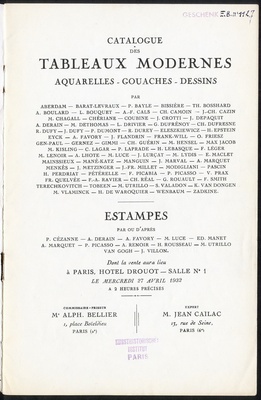 GESCHENK
CATALOGUE
DES
TABLEAUX MODERNES
AQUARELLES - GOUACHES - DESSINS
PAR
ABERDAM — BARAT-LEVRAUX — P. BAYLE — BISSIÈRE — TH. BOSSHARD
A. BOULARD — L. BOUQUET — A.-F. CALS — CH. CAMOIN — J.-CH. CAZIN
M. CHAGALL — CHÉRIANE — COUBINE — J. CROTTI — J. DEPAQUIT
A. DERAIN — M. DETHOMAS — L. DRIVIER — G. DUFRÉNOY — CH. DUFRESNE
R. DUFY — J. DUFY — P. DUMONT — R. DUREY — ELESZKIEWICZ — H. EPSTEIN
EYCK — A. FAVORY — J. FLANDRIN — FRANK-WILL — O. FRIESZ
GEN-PAUL — GERNEZ — GIMMI — CH. GUÉRIN — M. HENSEL — MAX JACOB
M. KISLING — C. LAGAR — P. LAPRADE — H. LEBASQUE — F. LÉGER
M. LENOIR — A. LHOTE — M. LUCE — J. LURÇAT — M. LYDIS — J. MACLET
MAINSSIEUX — MANÉ-KATZ — MANGUIN — J. MARVAL — A. MARQUET
MENKÈS — J. METZINGER — J.-FR. MILLET — MODIGLIANI — PASCIN
H. PERDRIAT — PÉTERELLE — F. PICABIA — P. PICASSO — V. PRAX
FR. QUELVÉE — F.-A. RAVIER — CH. RÉAL — G. ROUAULT — F. SMITH
TERECHKOVITCH — TOBEEN — M. UTRILLO — S. VALADON — K. VAN DONGEN
M. VLAMINCK — H. DE WAROQUIER — WENBAUM — ZADKINE.
ESTAMPES
PAR OU D'APRÈS
P. CÉZANNE — A. DERAIN — A. FAVORY — M. LUCE — ED. MANET
A. MARQUET — P. PICASSO — A. RENOIR — H. ROUSSEAU — M. UTRILLO
VAN GOGH — J. VILLON.
Dont la vente aura lieu
à PARIS, HOTEL DROUOT — SALLE N° 1
LE MERCREDI 27 AVRIL 1932
A 2 HEURES PRÉCISES
COMMISSAIRE-PRISEUR
Me ALPH. BELLIER
1, place Boïeldieu
PARIS (2e)
EXPERT
M. JEAN CAILAC
13, rue de Seine,
PARIS (6e)
INSTITUT
PARIS